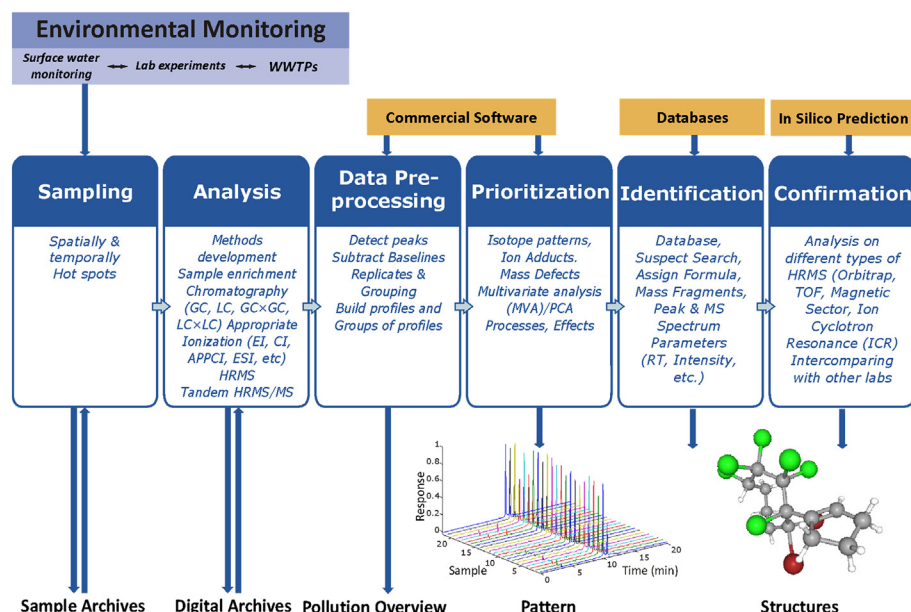 Environmental Monitoring
Surface water
monitoring
Lab experiments
WWTPs
Commercial Software
Databases
In Silico Prediction
Sampling
Spatially &
temporally
Hot spots
Analysis
Methods
development
Sample enrichment
Chromatography
(GC, LC, GC×GC,
LC×LC) Appropriate
Ionization (EI, CI,
APPCI, ESI, etc)
HRMS
Tandem HRMS/MS
Data Pre-
processing
Detect peaks
Subtract Baselines
Replicates &
Grouping
Build profiles and
Groups of profiles
Prioritization
Isotope patterns,
Ion Adducts.
Mass Defects
Multivariate analysis
(MVA)/PCA
Processes, Effects
Identification
Database,
Suspect Search,
Assign Formula,
Mass Fragments,
Peak & MS
Spectrum
Parameters
(RT, Intensity,
etc.)
Confirmation
Analysis on
different types of
HRMS (Orbitrap,
TOF, Magnetic
Sector, Ion
Cyclotron
Resonance (ICR)
Intercomparing
with other labs
Response
1
0.8
0.6
0.4
0.2
0
20
15
10
5
Sample
0
5
10
15
20
Time (min)
Sample Archives
Digital Archives
Pollution Overview
Pattern
Structures